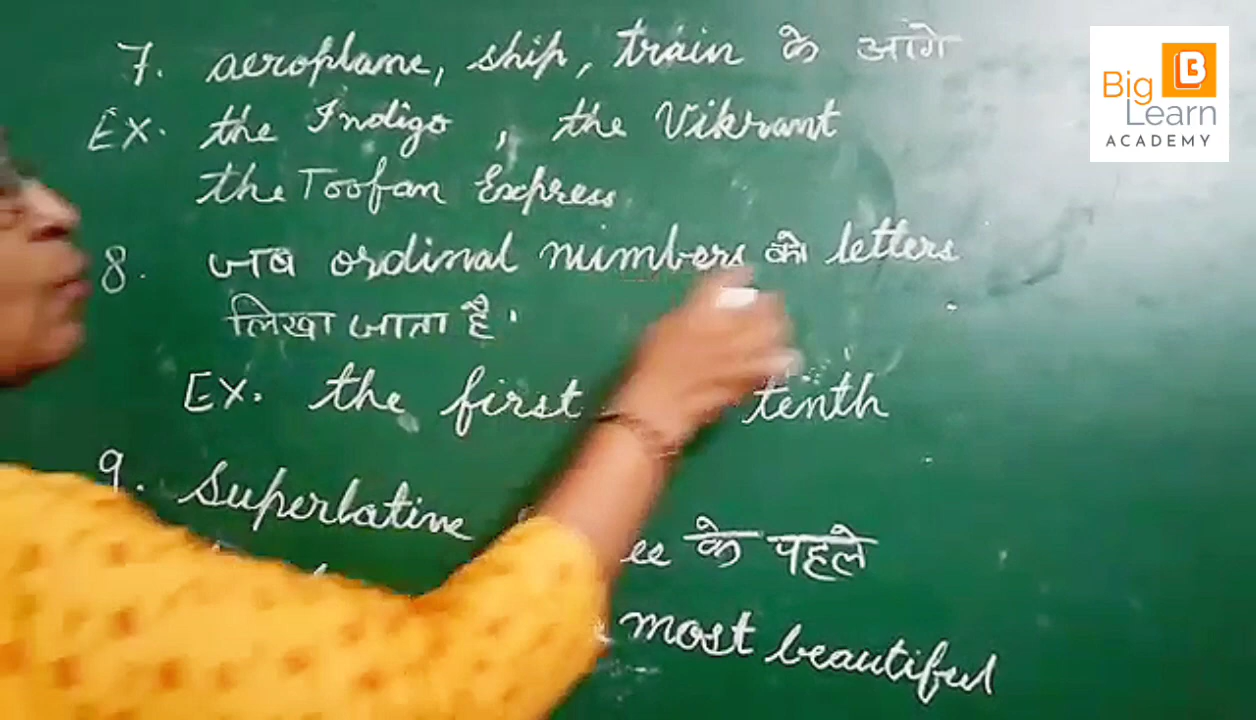 7. aeroplane, ship, train के आगे
EX. the Indigo, the Vikrant
the Toofan Express
8. जब ordinal numbers को letters
लिखा जाता है.
EX. the first tenth
9. Superlative के पहले
most beautiful
Big Learn
ACADEMY